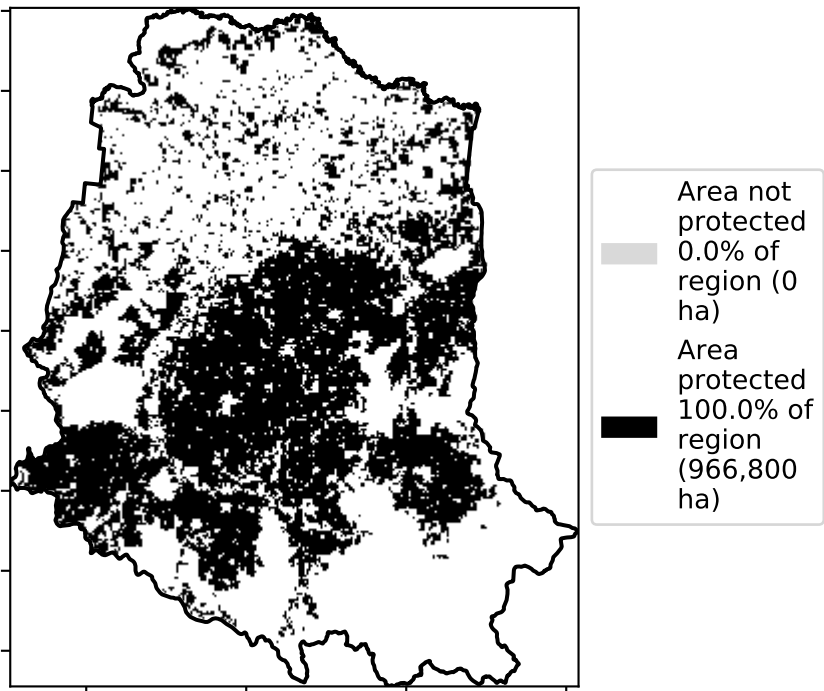 Area not
protected
0.0% of
region (0
ha)
Area
protected
100.0% of
region
(966,800
ha)